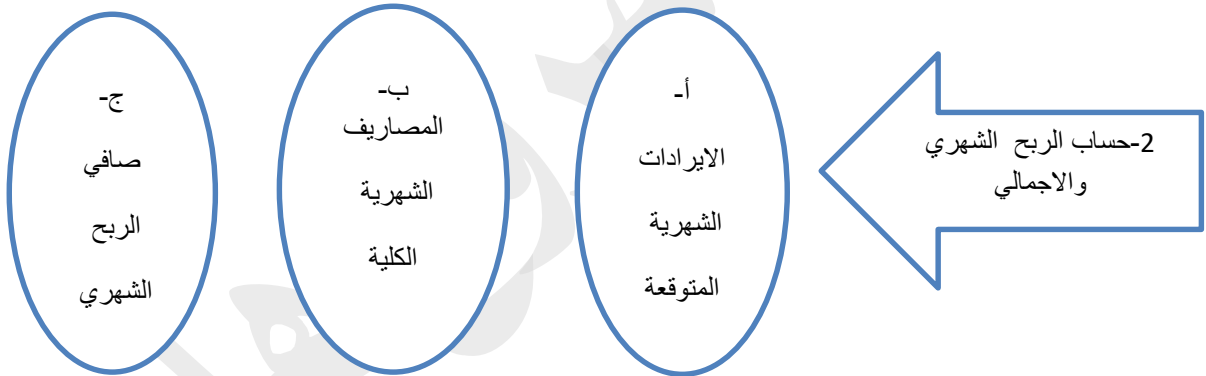 2-حساب الربح الشهري
والاجمالي
أ-
الايرادات
الشهرية
المتوقعة
ب-
المصاريف
الشهرية
الكلية
ج-
صافي
الربح
الشهري